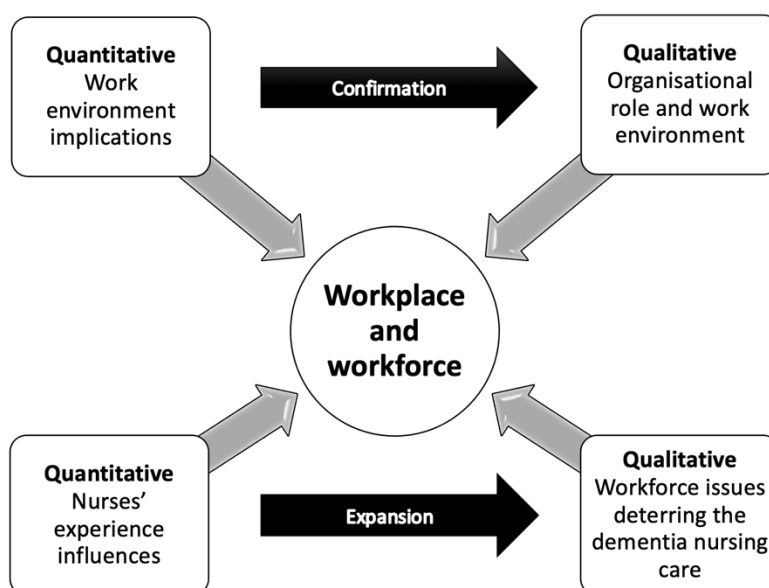 Quantitative
Work
environment
implications
Confirmation
Qualitative
Organisational
role and work
environment
Workplace
and
workforce
Quantitative
Nurses’
experience
influences
Expansion
Qualitative
Workforce issues
deterring the
dementia nursing
care